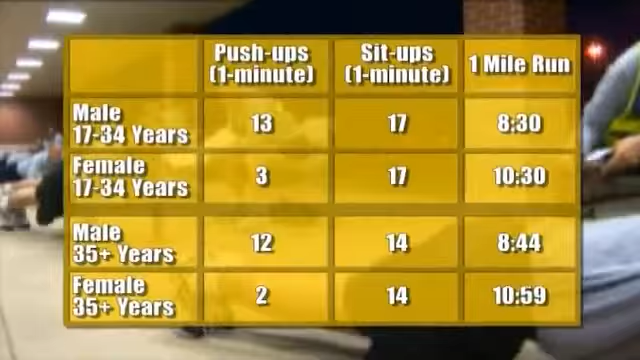 Push-ups Sit-ups 1 Mile Run
(1-minute) (1-minute)
Male
17-34 Years 13 17 8:30
Female
17-34 Years 3 17 10:30
Male
35+ Years 12 14 8:44
Female
35+ Years 2 14 10:59